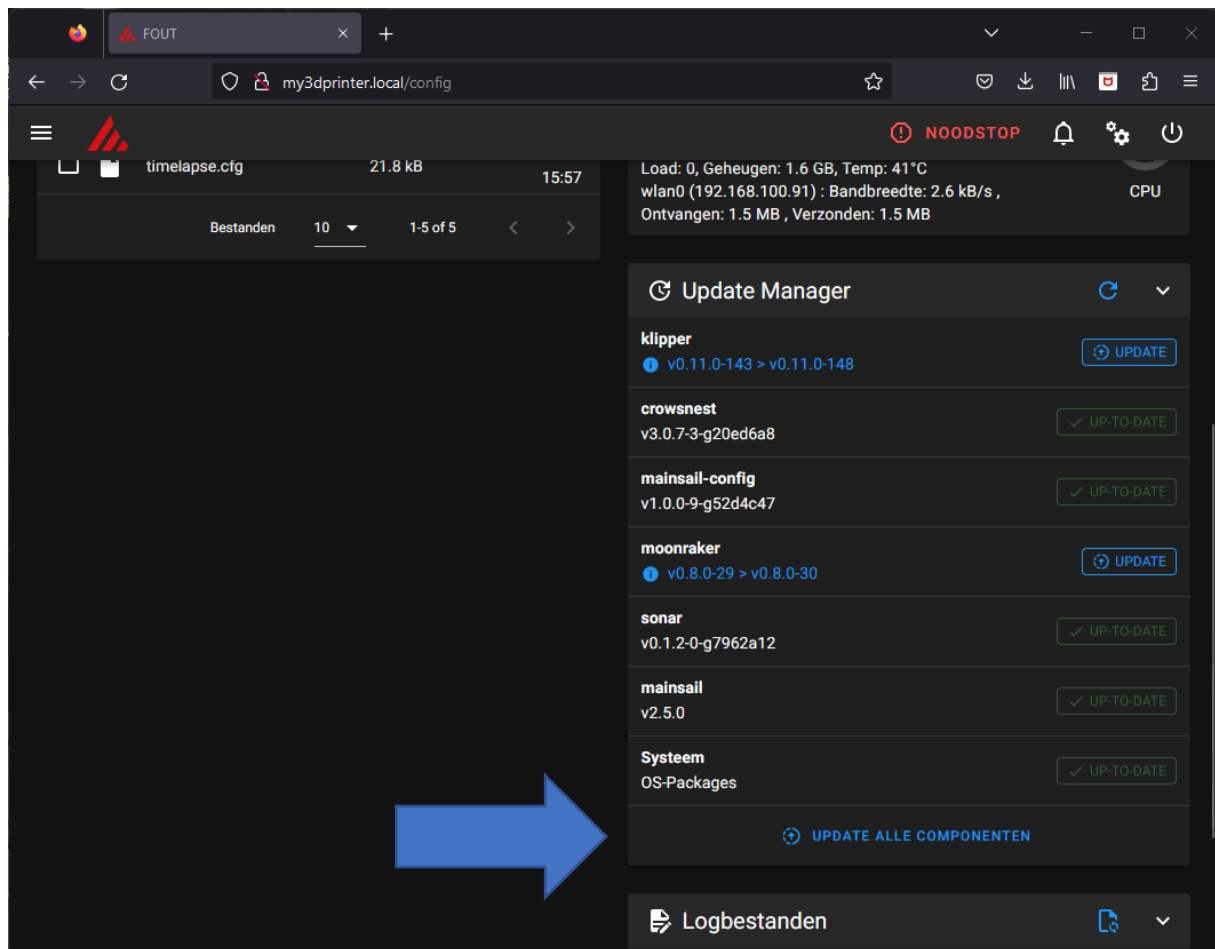 FOUT
my3dprinter.local/config
NOODSTOP
timelapse.cfg 21.8 kB 15:57
Bestanden 10 1-5 of 5
Load: 0, Geheugen: 1.6 GB, Temp: 41°C
wlan0 (192.168.100.91) : Bandbreedte: 2.6 kB/s ,
Ontvangen: 1.5 MB , Verzonden: 1.5 MB
CPU
Update Manager
klipper
v0.11.0-143 > v0.11.0-148
UPDATE
crowsnest
v3.0.7-3-g20ed6a8
UP-TO-DATE
mainsail-config
v1.0.0-9-g52d4c47
UP-TO-DATE
moonraker
v0.8.0-29 > v0.8.0-30
UPDATE
sonar
v0.1.2-0-g7962a12
UP-TO-DATE
mainsail
v2.5.0
UP-TO-DATE
Systeem
OS-Packages
UP-TO-DATE
UPDATE ALLE COMPONENTEN
Logbestanden